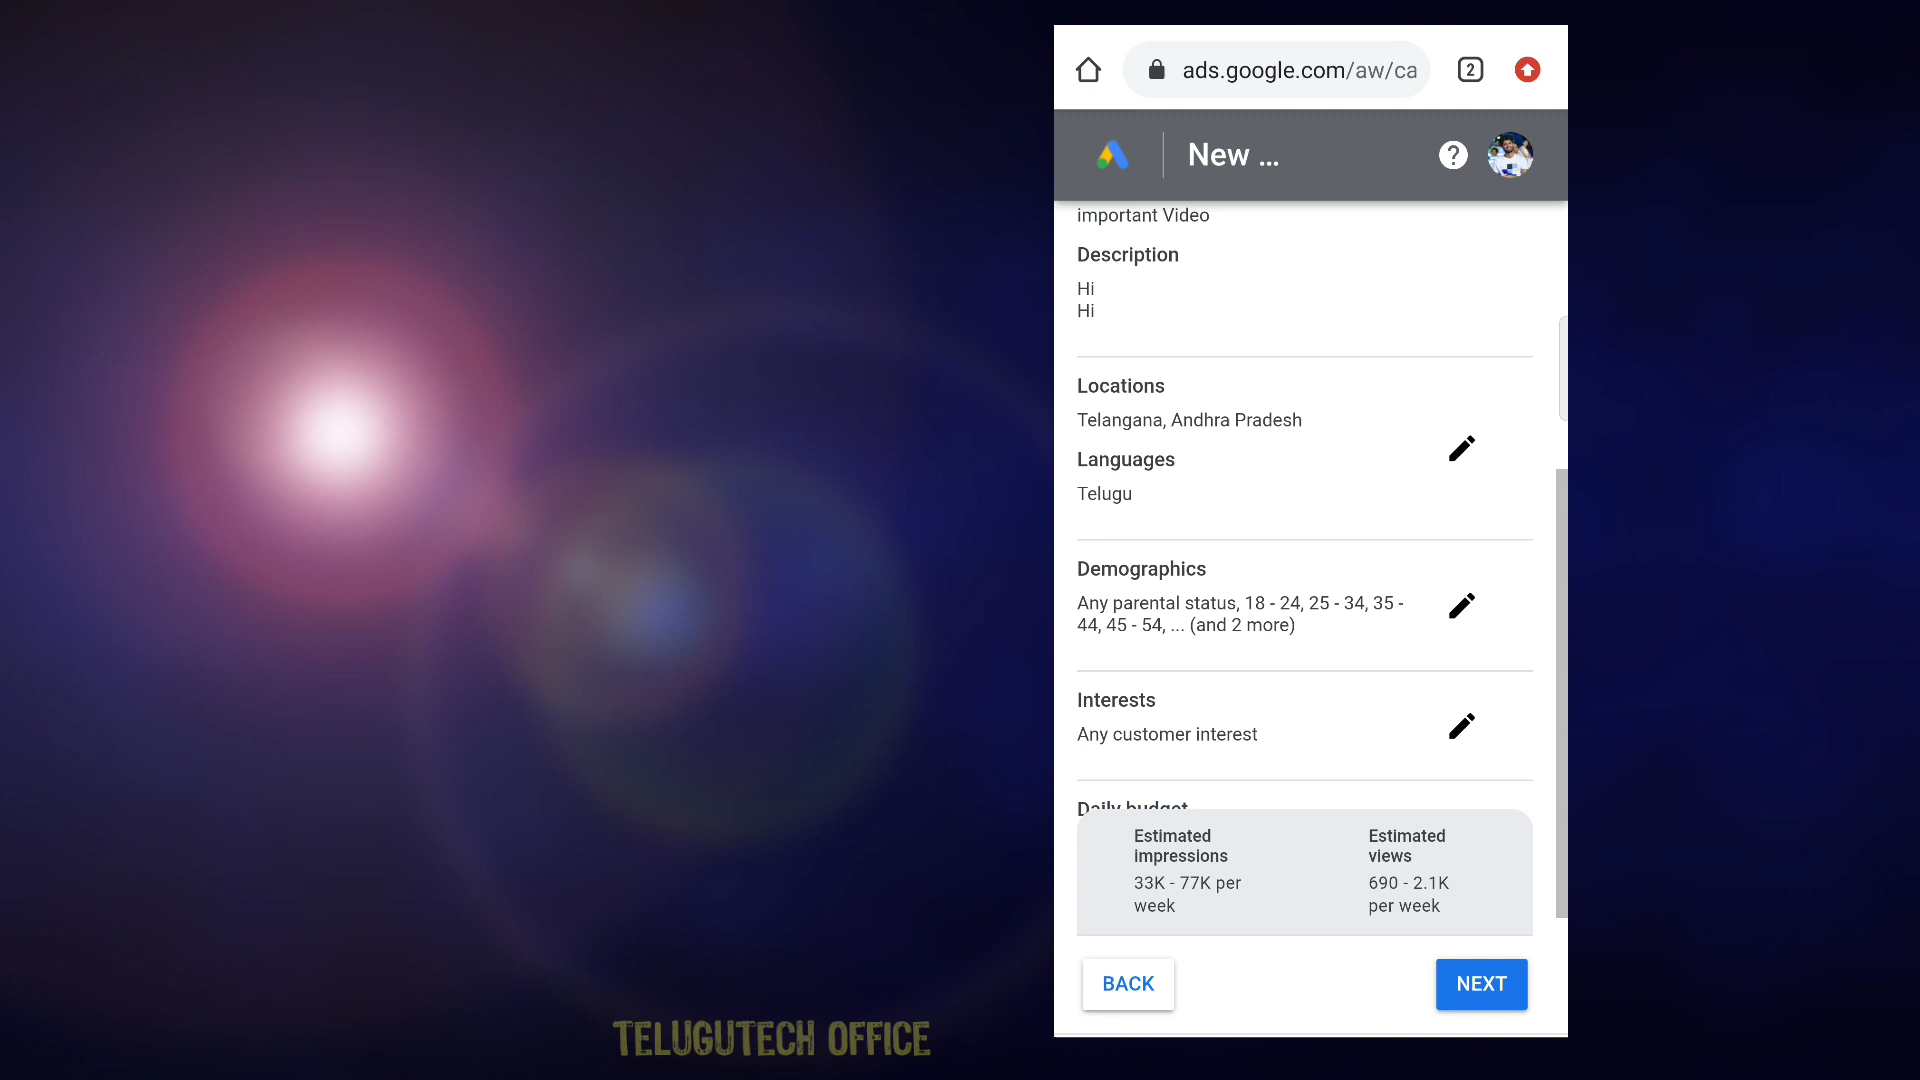 ads.google.com/aw/ca
2
New ...
?
important Video
Description
Hi
Hi
Locations
Telangana, Andhra Pradesh
Languages
Telugu
Demographics
Any parental status, 18 - 24, 25 - 34, 35 -
44, 45 - 54, ... (and 2 more)
Interests
Any customer interest
Daily budget
Estimated
impressions
33K - 77K per
week
Estimated
views
690 - 2.1K
per week
BACK
NEXT
TELUGUTECH OFFICE